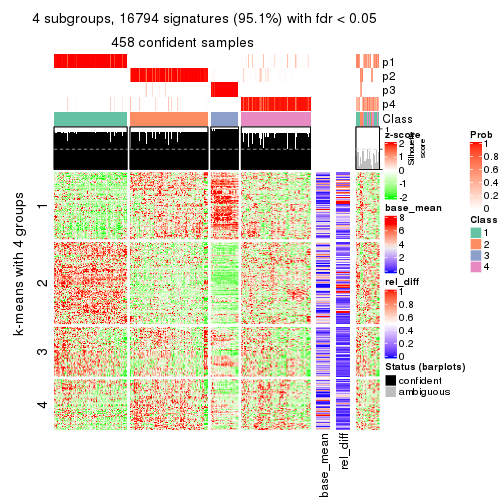 4 subgroups, 16794 signatures (95.1%) with fdr < 0.05
458 confident samples
p1
p2
p3
p4
Class
1
Silhouette
score
k-means with 4 groups
1
2
3
4
base_mean
rel_diff
z-score
2
1
0
-1
-2
base_mean
8
6
4
2
0
rel_diff
1
0.8
0.6
0.4
0.2
0
Status (barplots)
confident
ambiguous
Prob
1
0.8
0.6
0.4
0.2
0
Class
1
2
3
4